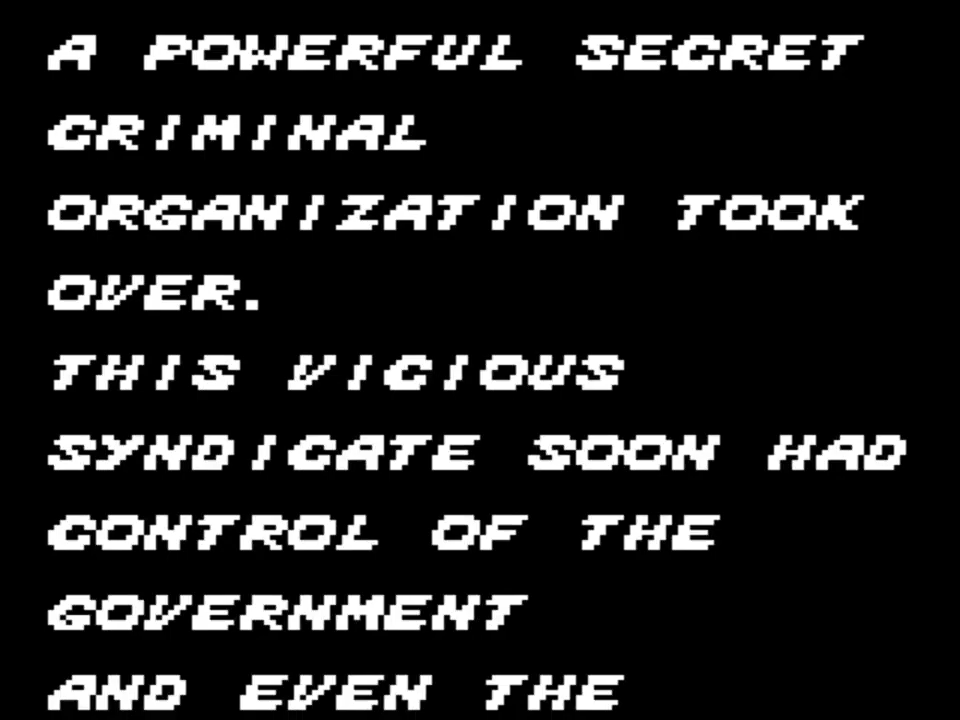 A POWERFUL SECRET
CRIMINAL
ORGANIZATION TOOK
OVER.
THIS VICIOUS
SYNDICATE SOON HAD
CONTROL OF THE
GOVERNMENT
AND EVEN THE